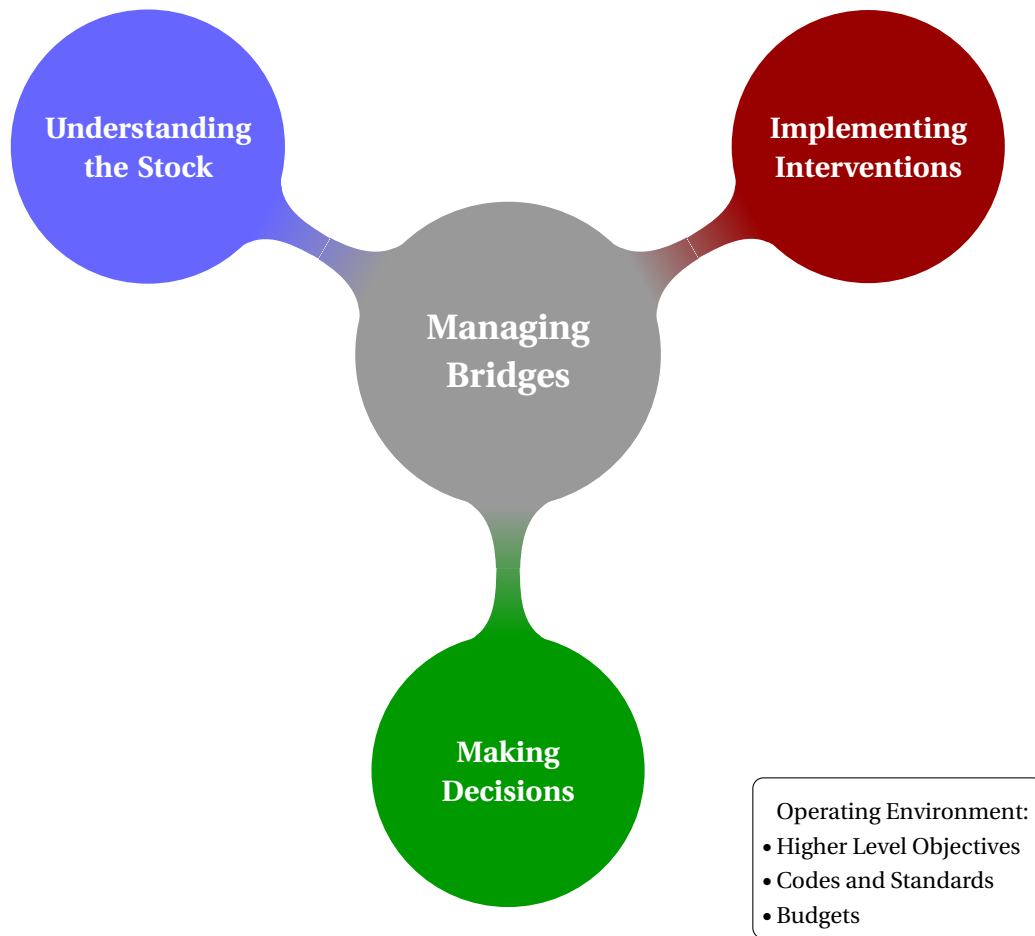 Understanding
the Stock
Implementing
Interventions
Managing
Bridges
Making
Decisions
Operating Environment:
• Higher Level Objectives
• Codes and Standards
• Budgets